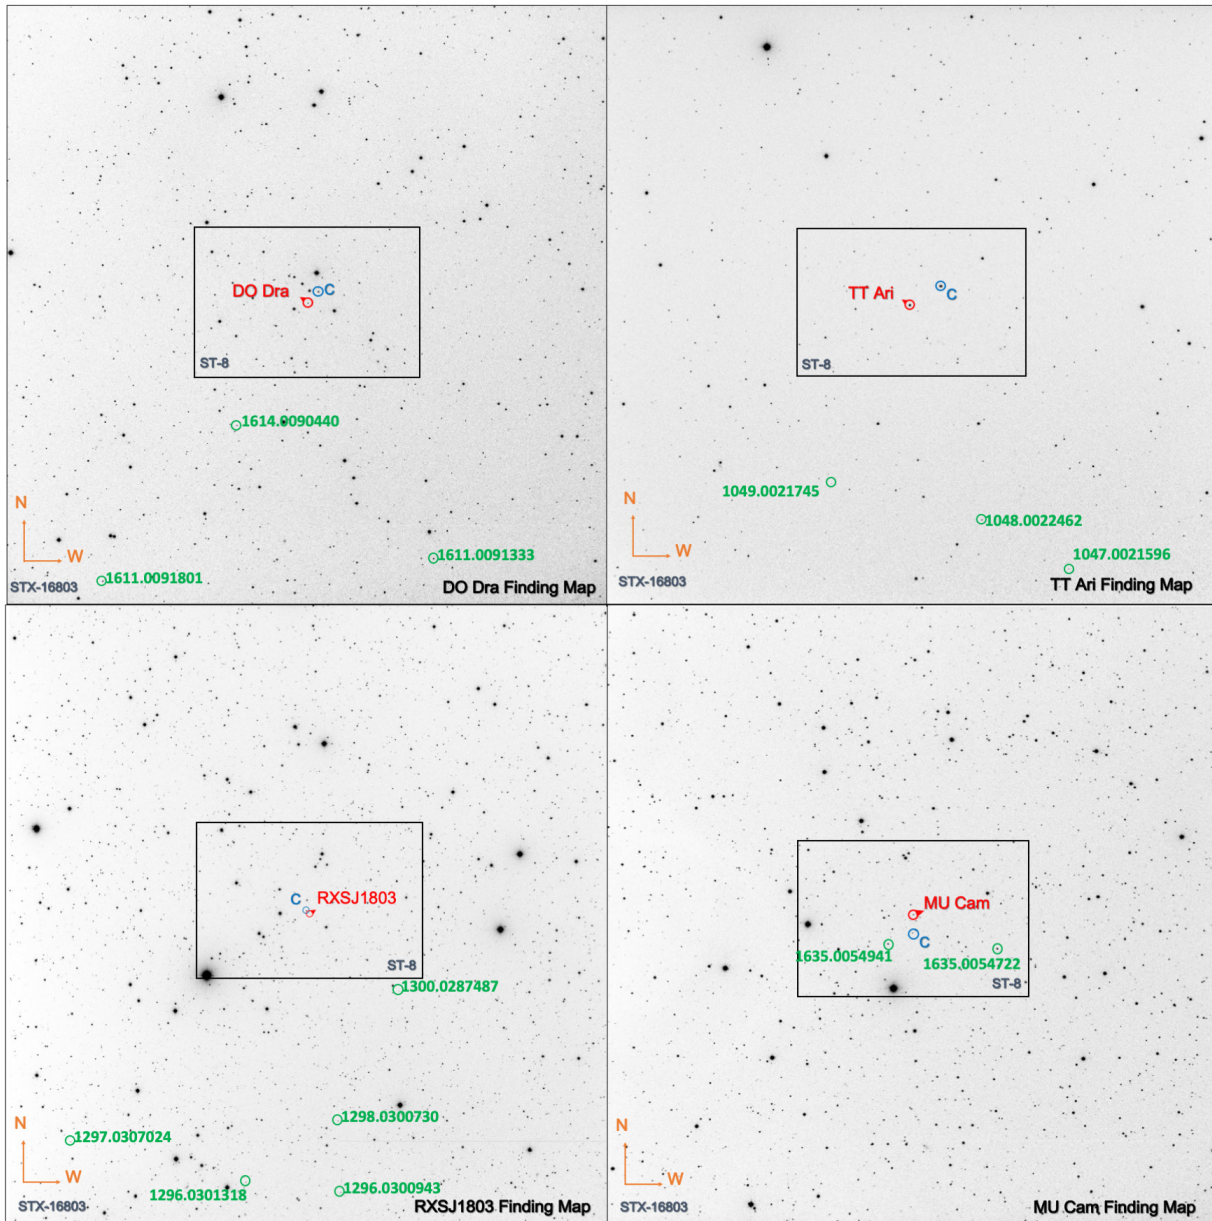 DO Dra
C
ST-8
1614.0090440
N
W
1611.0091333
1611.0091801
STX-16803
DO Dra Finding Map
TT Ari
C
ST-8
1049.0021745
1048.0022462
N
W
1047.0021596
STX-16803
TT Ari Finding Map
C
RXSJ1803
ST-8
1300.0287487
1298.0300730
N
1297.0307024
W
1296.0301318
1296.0300943
STX-16803
RXSJ1803 Finding Map
MU Cam
C
1635.0054941
1635.0054722
ST-8
N
W
STX-16803
MU Cam Finding Map